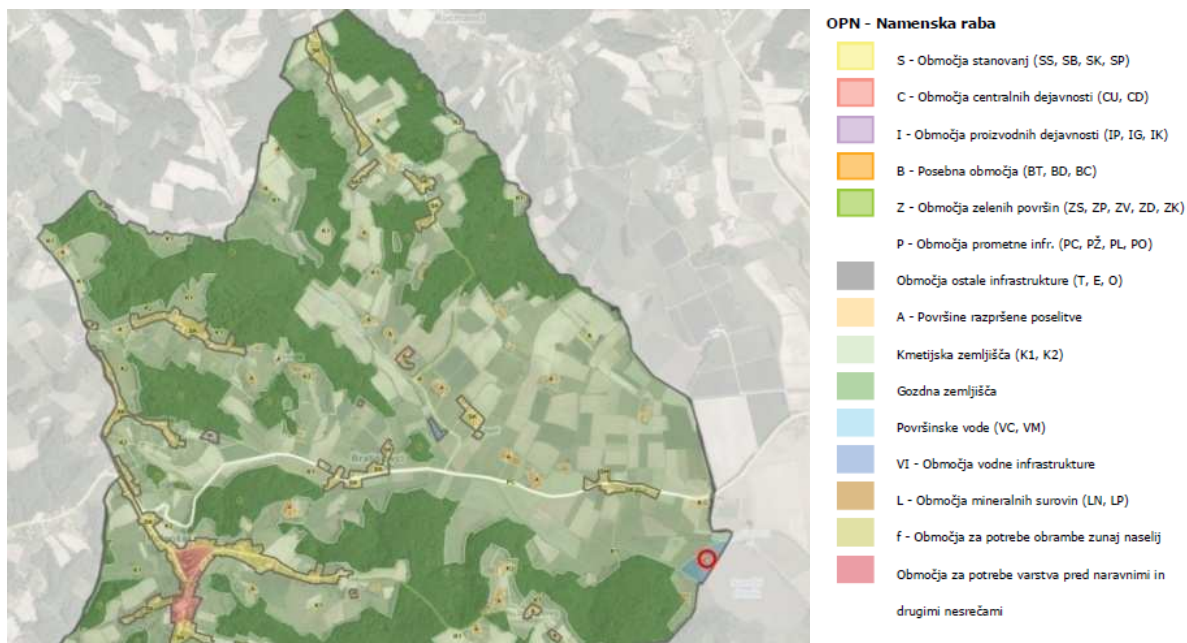 OPN - Namenska raba
S - Območja stanovanj (SS, SB, SK, SP)
C - Območja centralnih dejavnosti (CU, CD)
I - Območja proizvodnih dejavnosti (IP, IG, IK)
B - Posebna območja (BT, BD, BC)
Z - Območja zelenih površin (ZS, ZP, ZV, ZD, ZK)
P - Območja prometne infr. (PC, PŽ, PL, PO)
Območja ostale infrastrukture (T, E, O)
A - Površine razpršene poselitve
Kmetijska zemljišča (K1, K2)
Gozdna zemljišča
Površinske vode (VC, VM)
VI - Območja vodne infrastrukture
L - Območja mineralnih surovin (LN, LP)
f - Območja za potrebe obrambe zunaj naselij
Območja za potrebe varstva pred naravnimi in
drugimi nesrečami